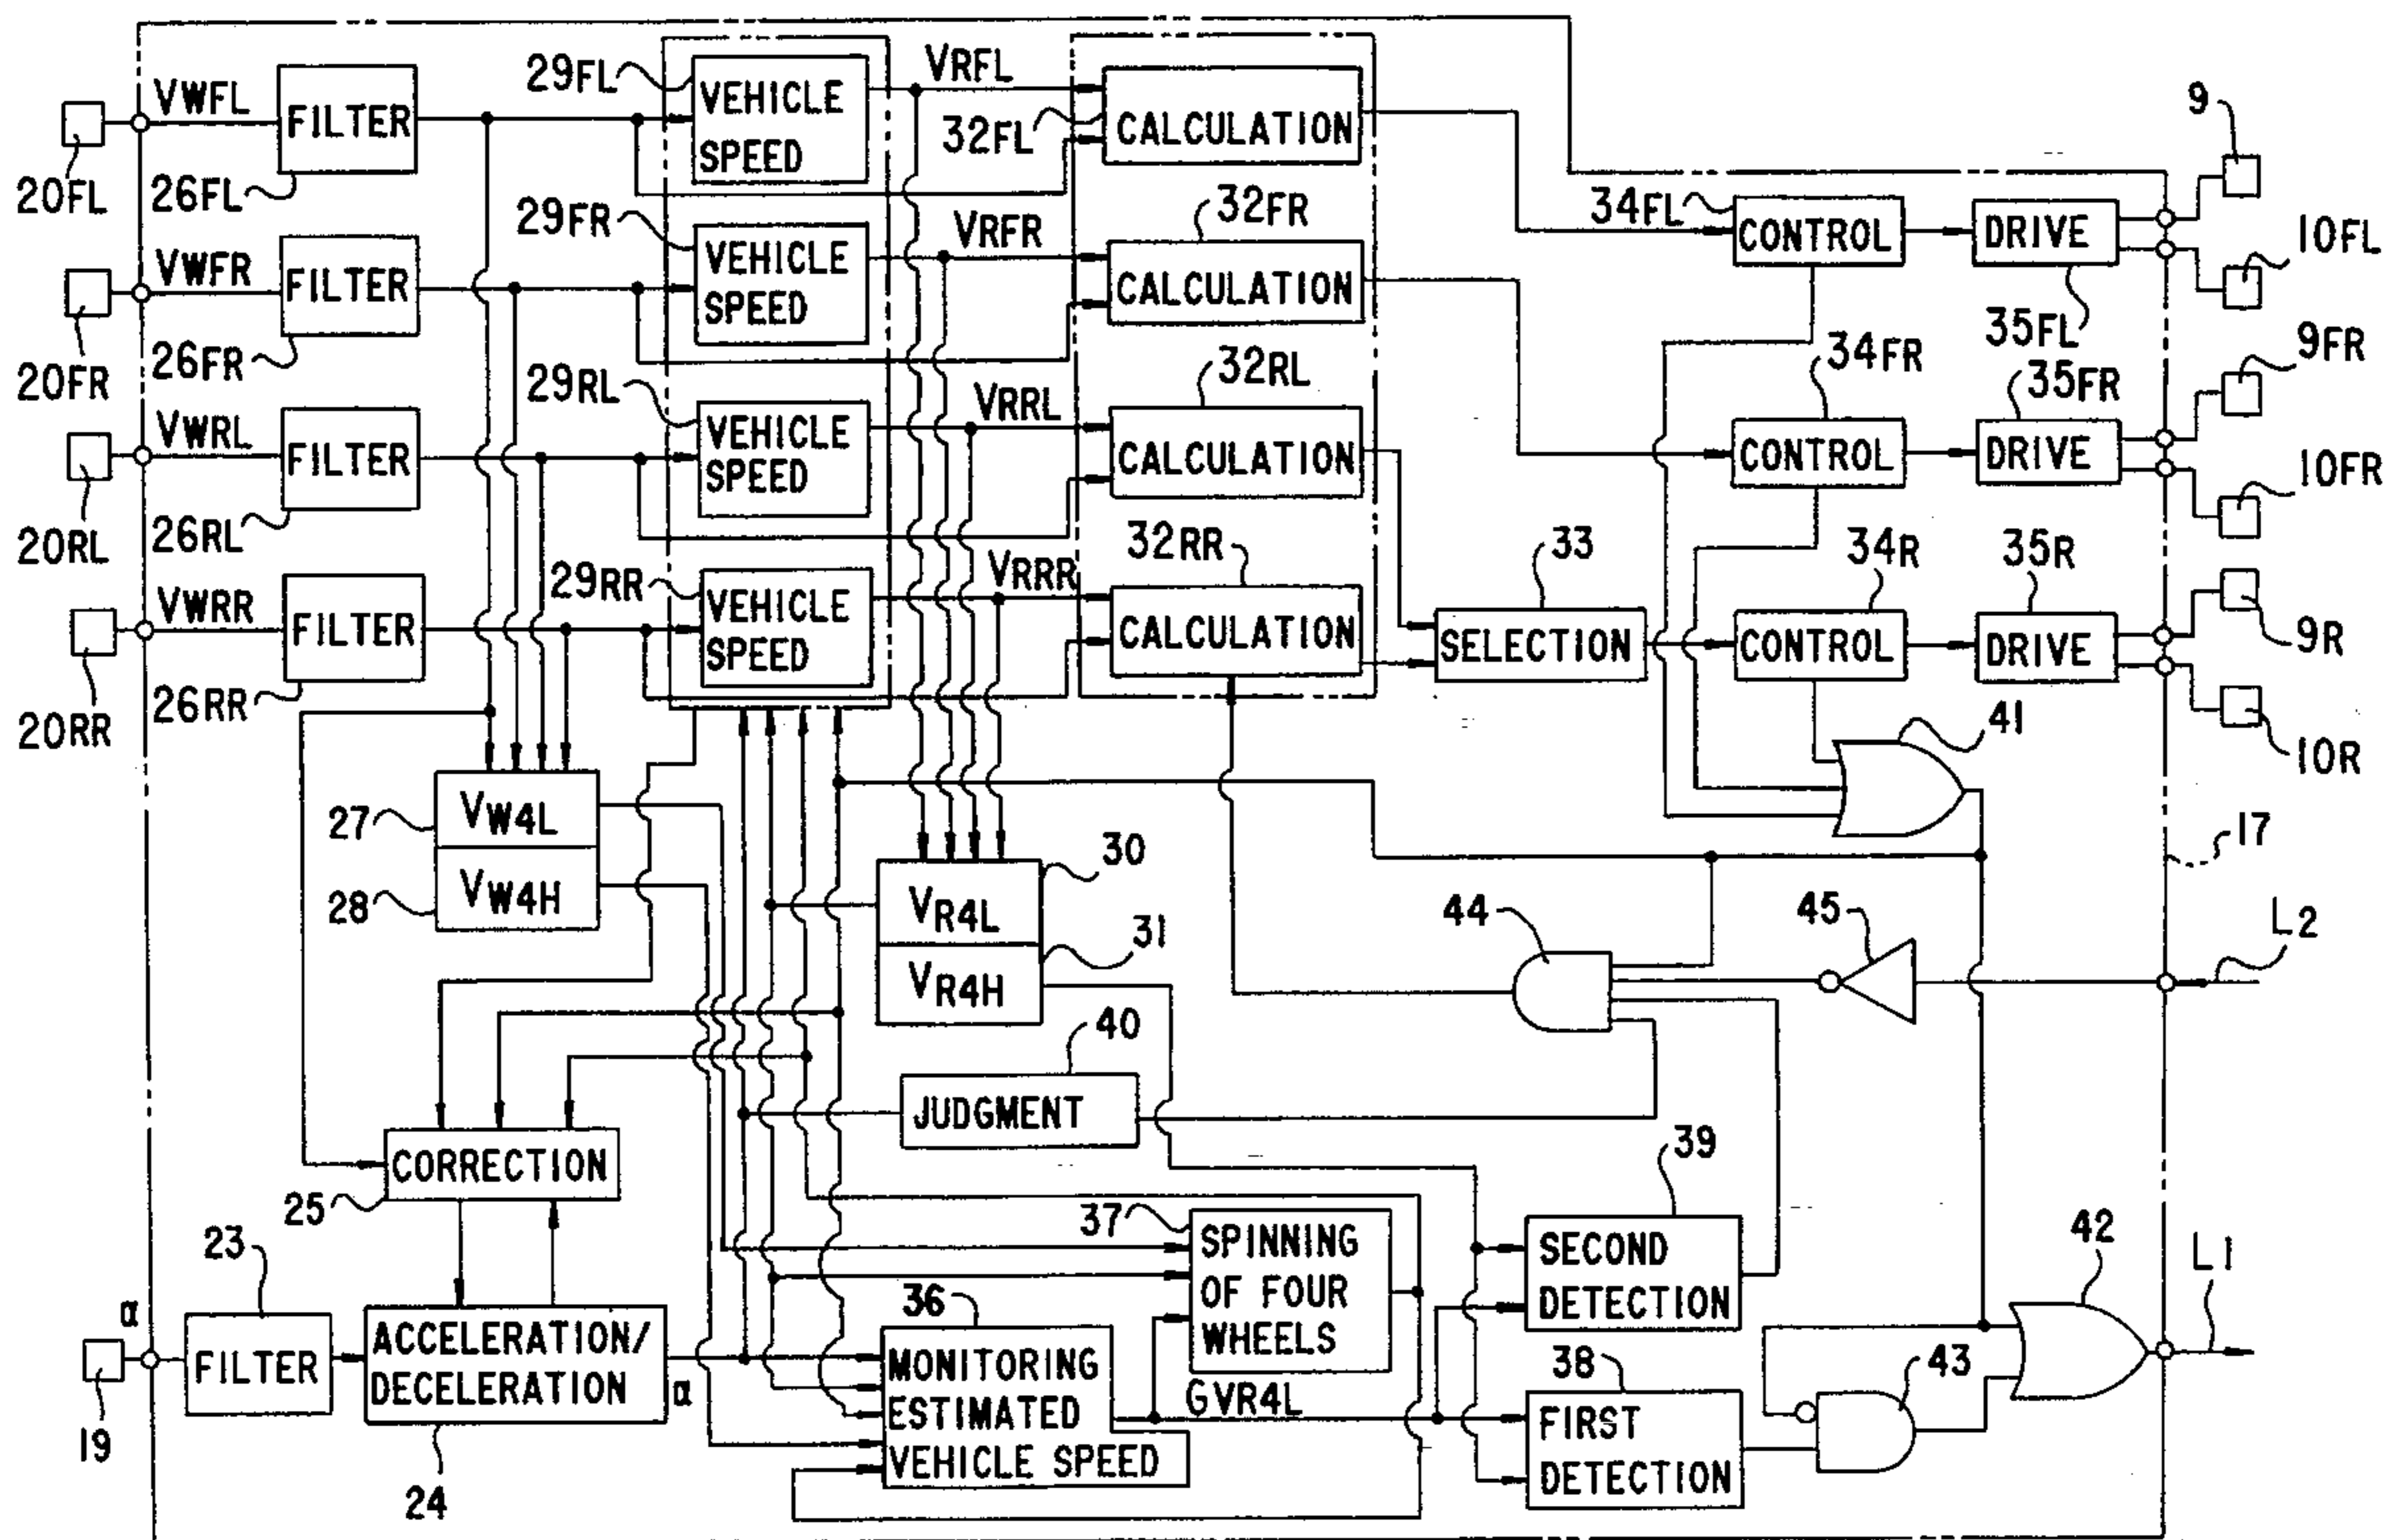 VWFL
FILTER
20FL
26FL
29FL
VEHICLE
SPEED
VRFL
32FL
CALCULATION
9
34FL
CONTROL
DRIVE
35FL
10FL
VWFR
FILTER
20FR
26FR
29FR
VEHICLE
SPEED
VRFR
32FR
CALCULATION
34FR
CONTROL
35FR
DRIVE
9FR
10FR
VWRL
FILTER
20RL
26RL
29RL
VEHICLE
SPEED
VRRL
32RL
CALCULATION
VWRR
FILTER
20RR
26RR
29RR
VEHICLE
SPEED
VRRR
32RR
CALCULATION
33
SELECTION
34R
CONTROL
35R
DRIVE
9R
10R
41
27
VW4L
28
VW4H
30
VR4L
31
VR4H
44
45
17
L2
40
JUDGMENT
CORRECTION
25
23
α
FILTER
19
ACCELERATION/
DECELERATION
24
α
36
MONITORING
ESTIMATED
VEHICLE SPEED
37
SPINNING
OF FOUR
WHEELS
GVR4L
39
SECOND
DETECTION
38
FIRST
DETECTION
43
42
L1